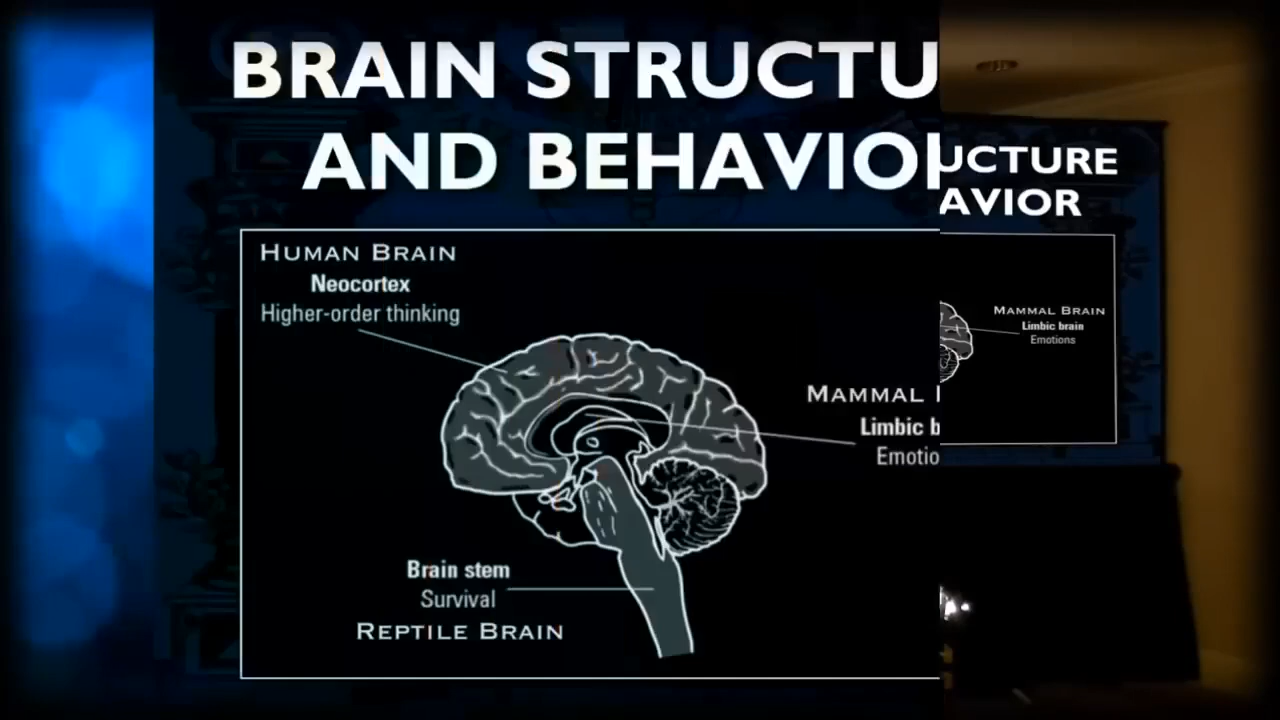 BRAIN STRUCTU
AND BEHAVIO
HUMAN BRAIN
Neocortex
Higher-order thinking
MAMMAL
Limbic b
Emotio
Brain stem
Survival
REPTILE BRAIN
UCTURE
AVIOR
MAMMAL BRAIN
Limbic brain
Emotions